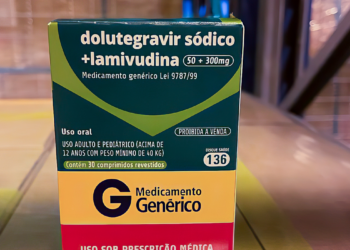 dolutegravir sódico
+lamivudina 50 + 300mg
Medicamento genérico Lei 9787/99
Uso oral
PROIBIDA A VENDA
USO ADULTO E PEDIÁTRICO (ACIMA DE
12 ANOS COM PESO MÍNIMO DE 40 KG)
DISQUE SAÚDE
136
Contém 30 comprimidos revestidos
G Medicamento
Genérico
USO SOB PRESCRIÇÃO MÉDICA